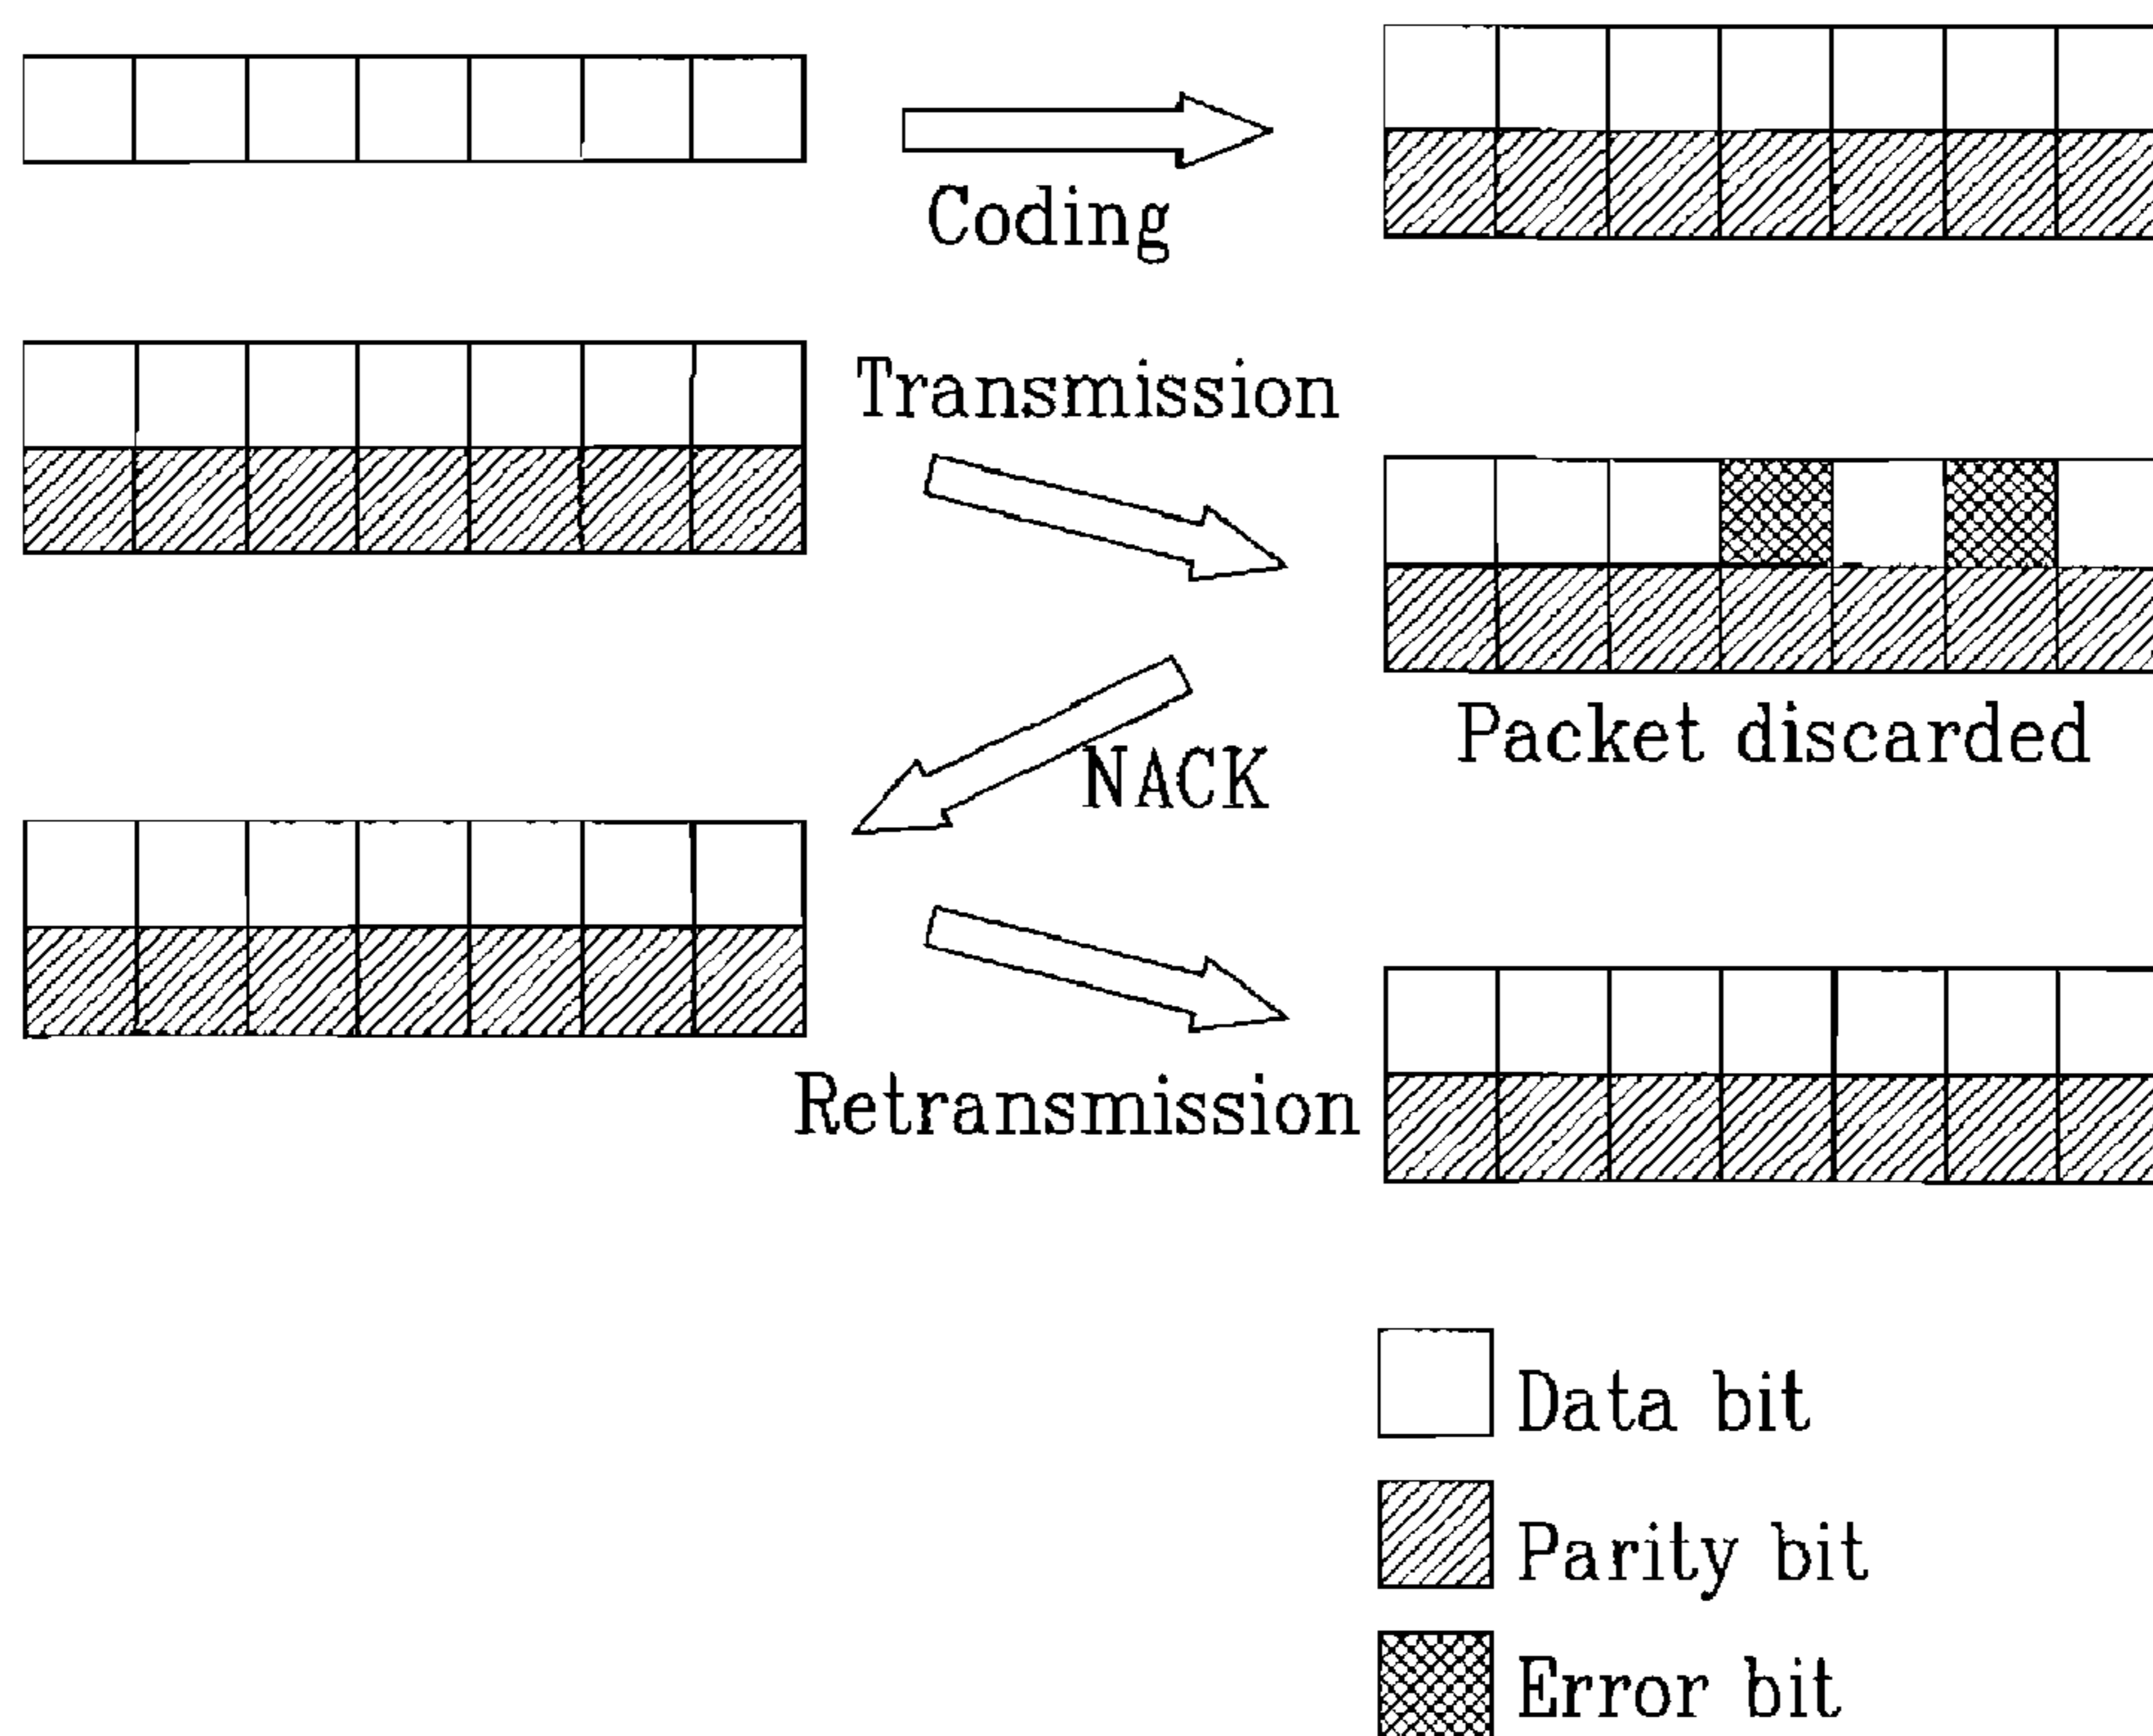 Coding
Transmission
Packet discarded
NACK
Retransmission
Data bit
Parity bit
Error bit